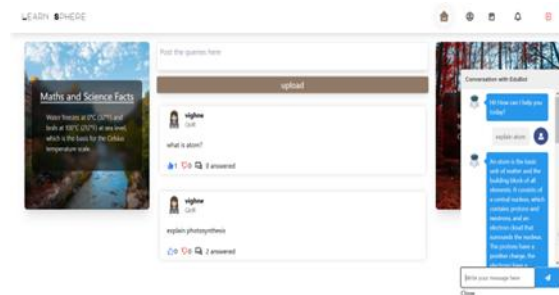 LEARN SPHERE
Post the queries here
upload
Maths and Science Facts
Water freezes at 0°C (32°F) and
boils at 100°C (212°F) at sea level,
which is the basis for the Celsius
temperature scale.
vighne
what is atom?
1 0 0 answered
vighne
explain photosynthesis
0 0 2 answered
Conversation with EduBot
Hi! How can I help you
today?
explain atom
An atom is the basic
unit of matter and the
building block of all
elements. It consists of
a central nucleus, which
contains protons and
neutrons, and an
electron cloud that
surrounds the nucleus.
The protons have a
positive charge, the
electrons have a
Write your message here
Close